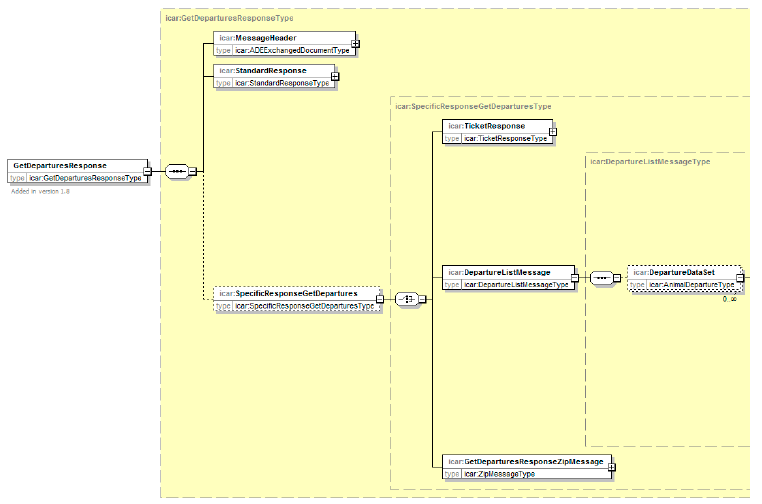 icar:GetDeparturesResponseType
icar:MessageHeader
type icar:ADEExchangedDocumentType
icar:StandardResponse
type icar:StandardResponseType
icar:SpecificResponseGetDeparturesType
icar:TicketResponse
type icar:TicketResponseType
icar:DepartureListMessageType
GetDeparturesResponse
type icar:GetDeparturesResponseType
Added in version 1.8
icar:DepartureListMessage
type icar:DepartureListMessageType
icar:DepartureDataSet
type icar:AnimalDepartureType
0..∞
icar:SpecificResponseGetDepartures
type icar:SpecificResponseGetDeparturesType
icar:GetDeparturesResponseZipMessage
type icar:ZipMessageType